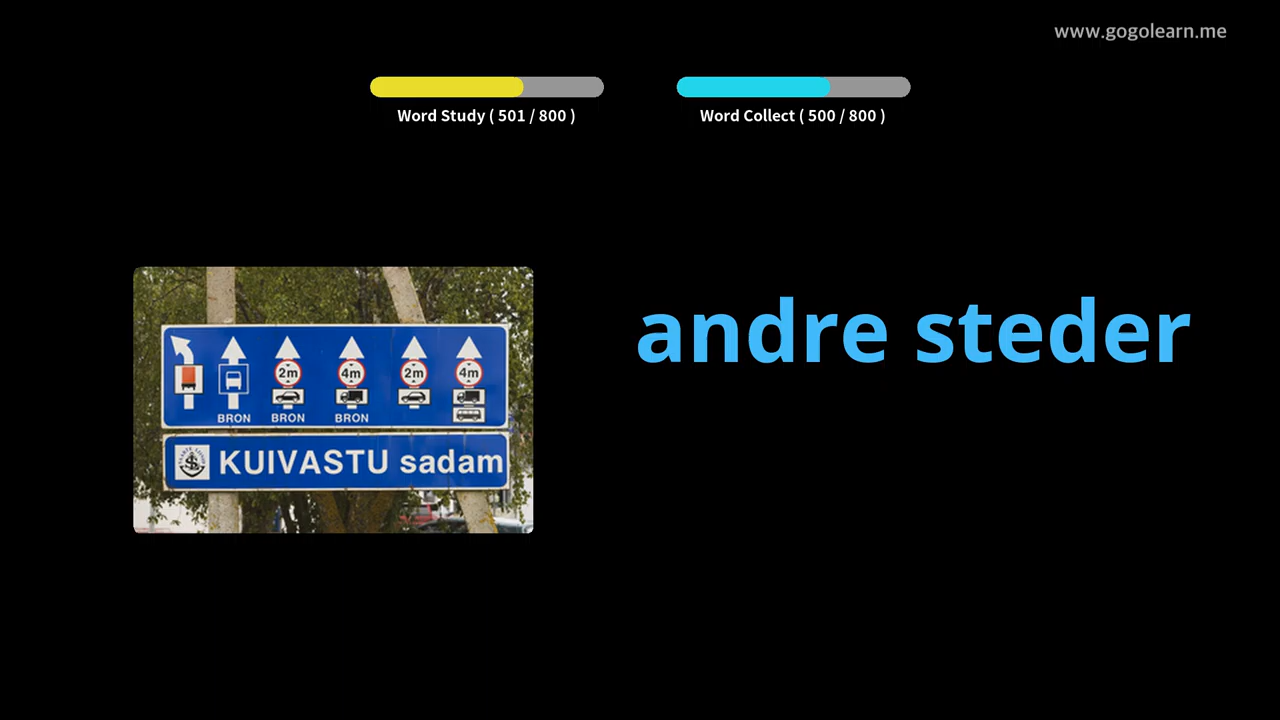 www.gogolearn.me
Word Study ( 501 / 800 )
Word Collect ( 500 / 800 )
andre steder
2m 4m 2m 4m
BRON BRON BRON
KUIVASTU sadam